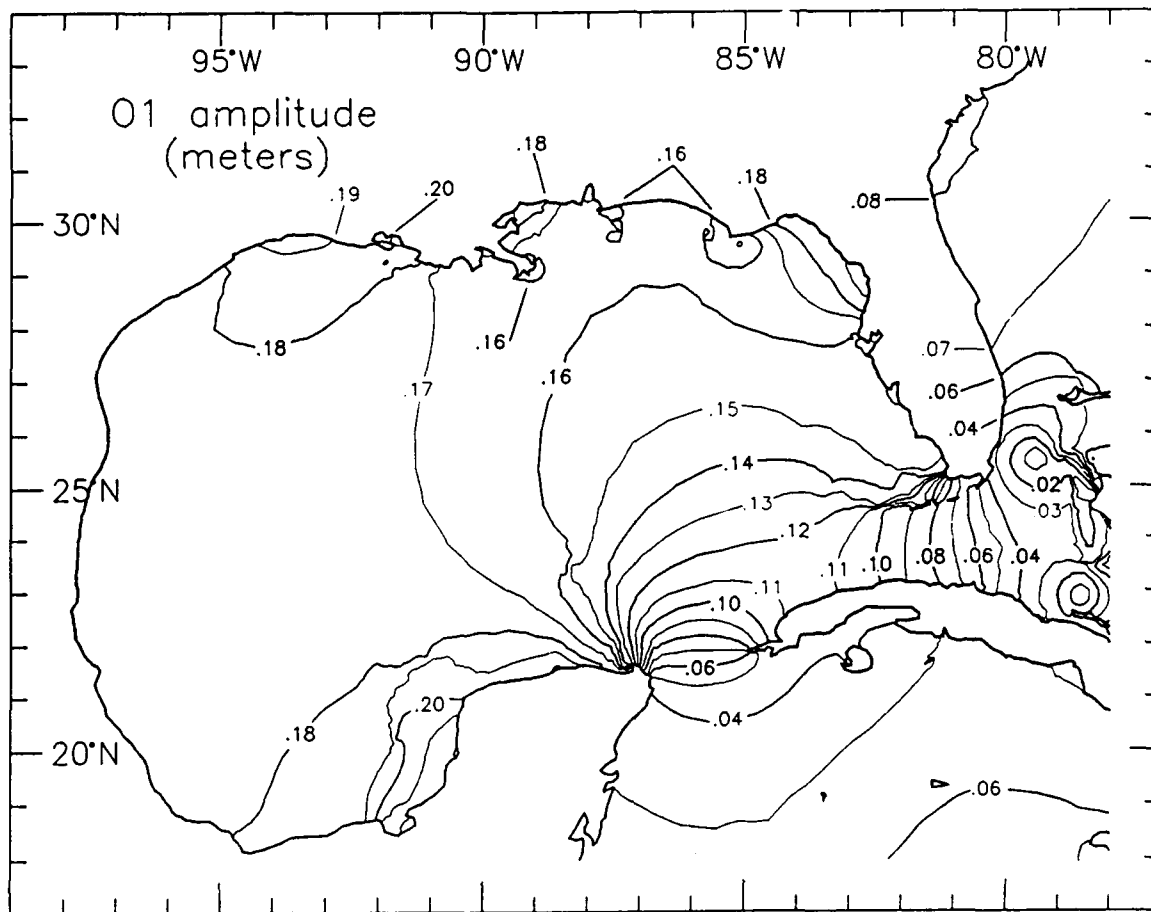 95°W 90°W 85°W 80°W
O1 amplitude
(meters)
.18 .16
.19 .20 .18 .08
30°N
.16
.18 .07
.17 .16 .06
.15 .04
.14
25°N .02
.13 .03
.12
.11 .10 .08 .06 .04
.11
.10
.06
.20 .04
.18
20°N
.06